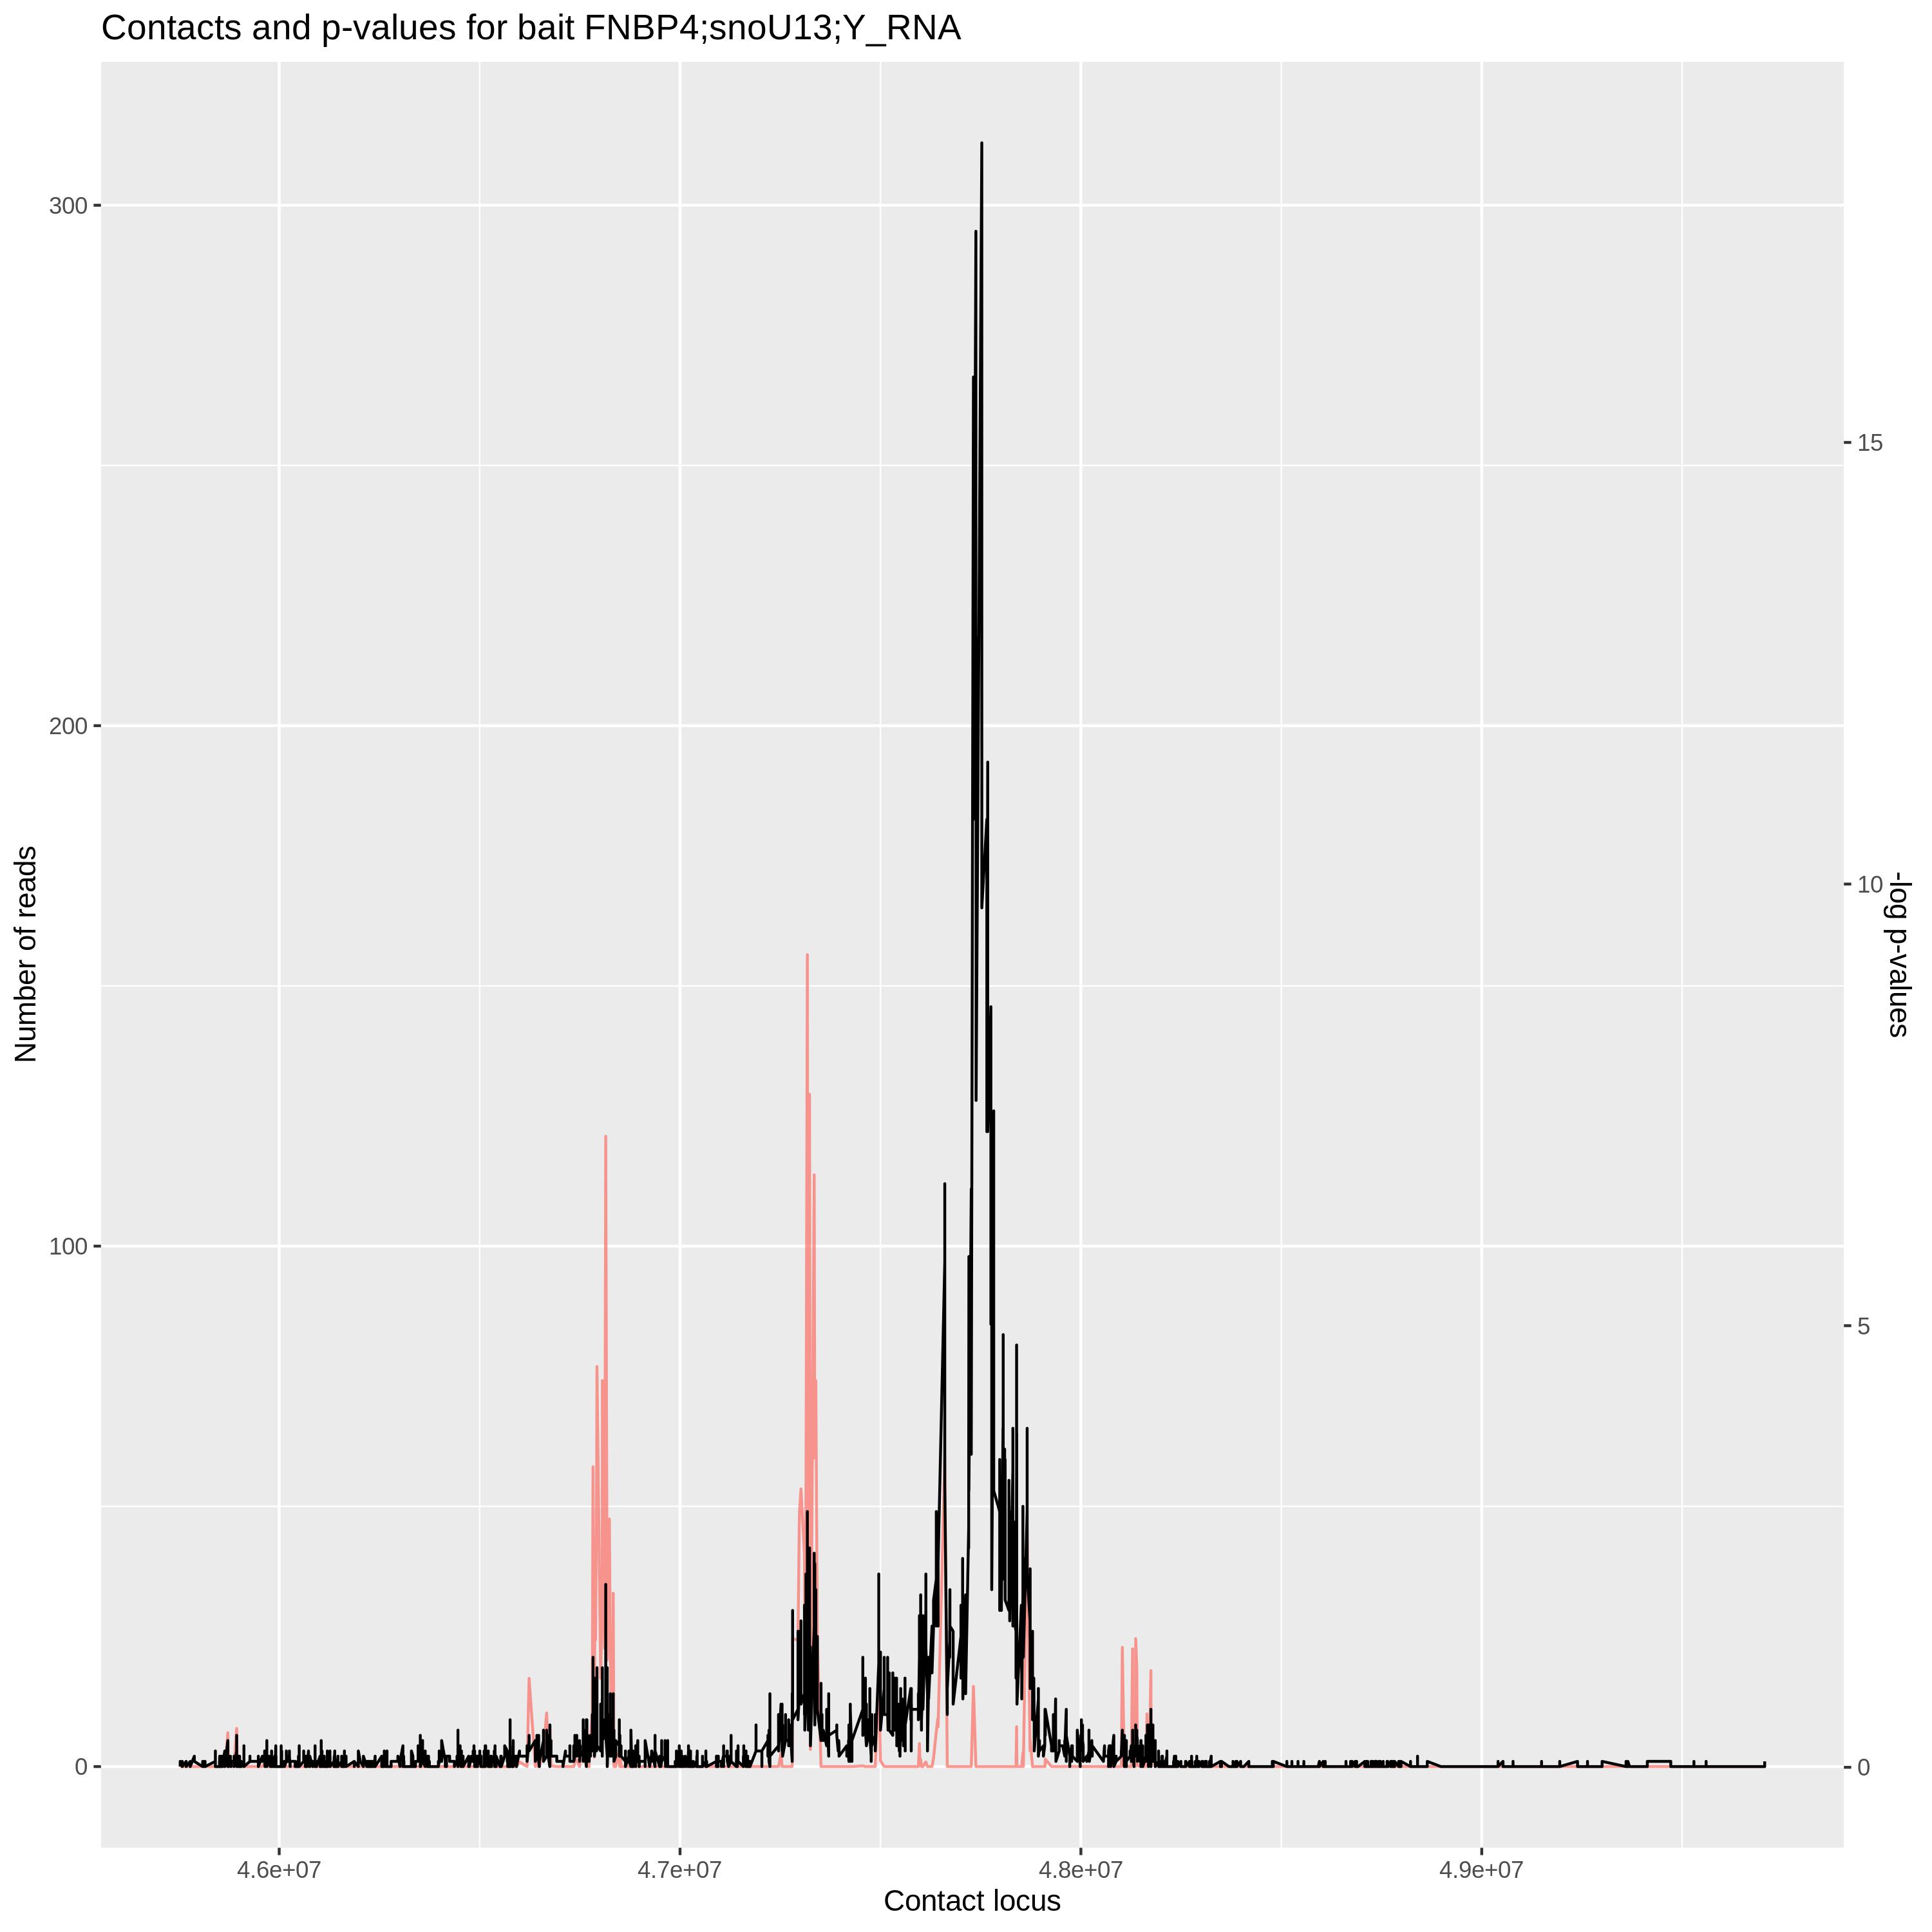 Contacts and p-values for bait FNBP4;snoU13;Y_RNA
300
200
100
0
Number of reads
15
10
5
0
-log p-values
4.6e+07 4.7e+07 4.8e+07 4.9e+07
Contact locus